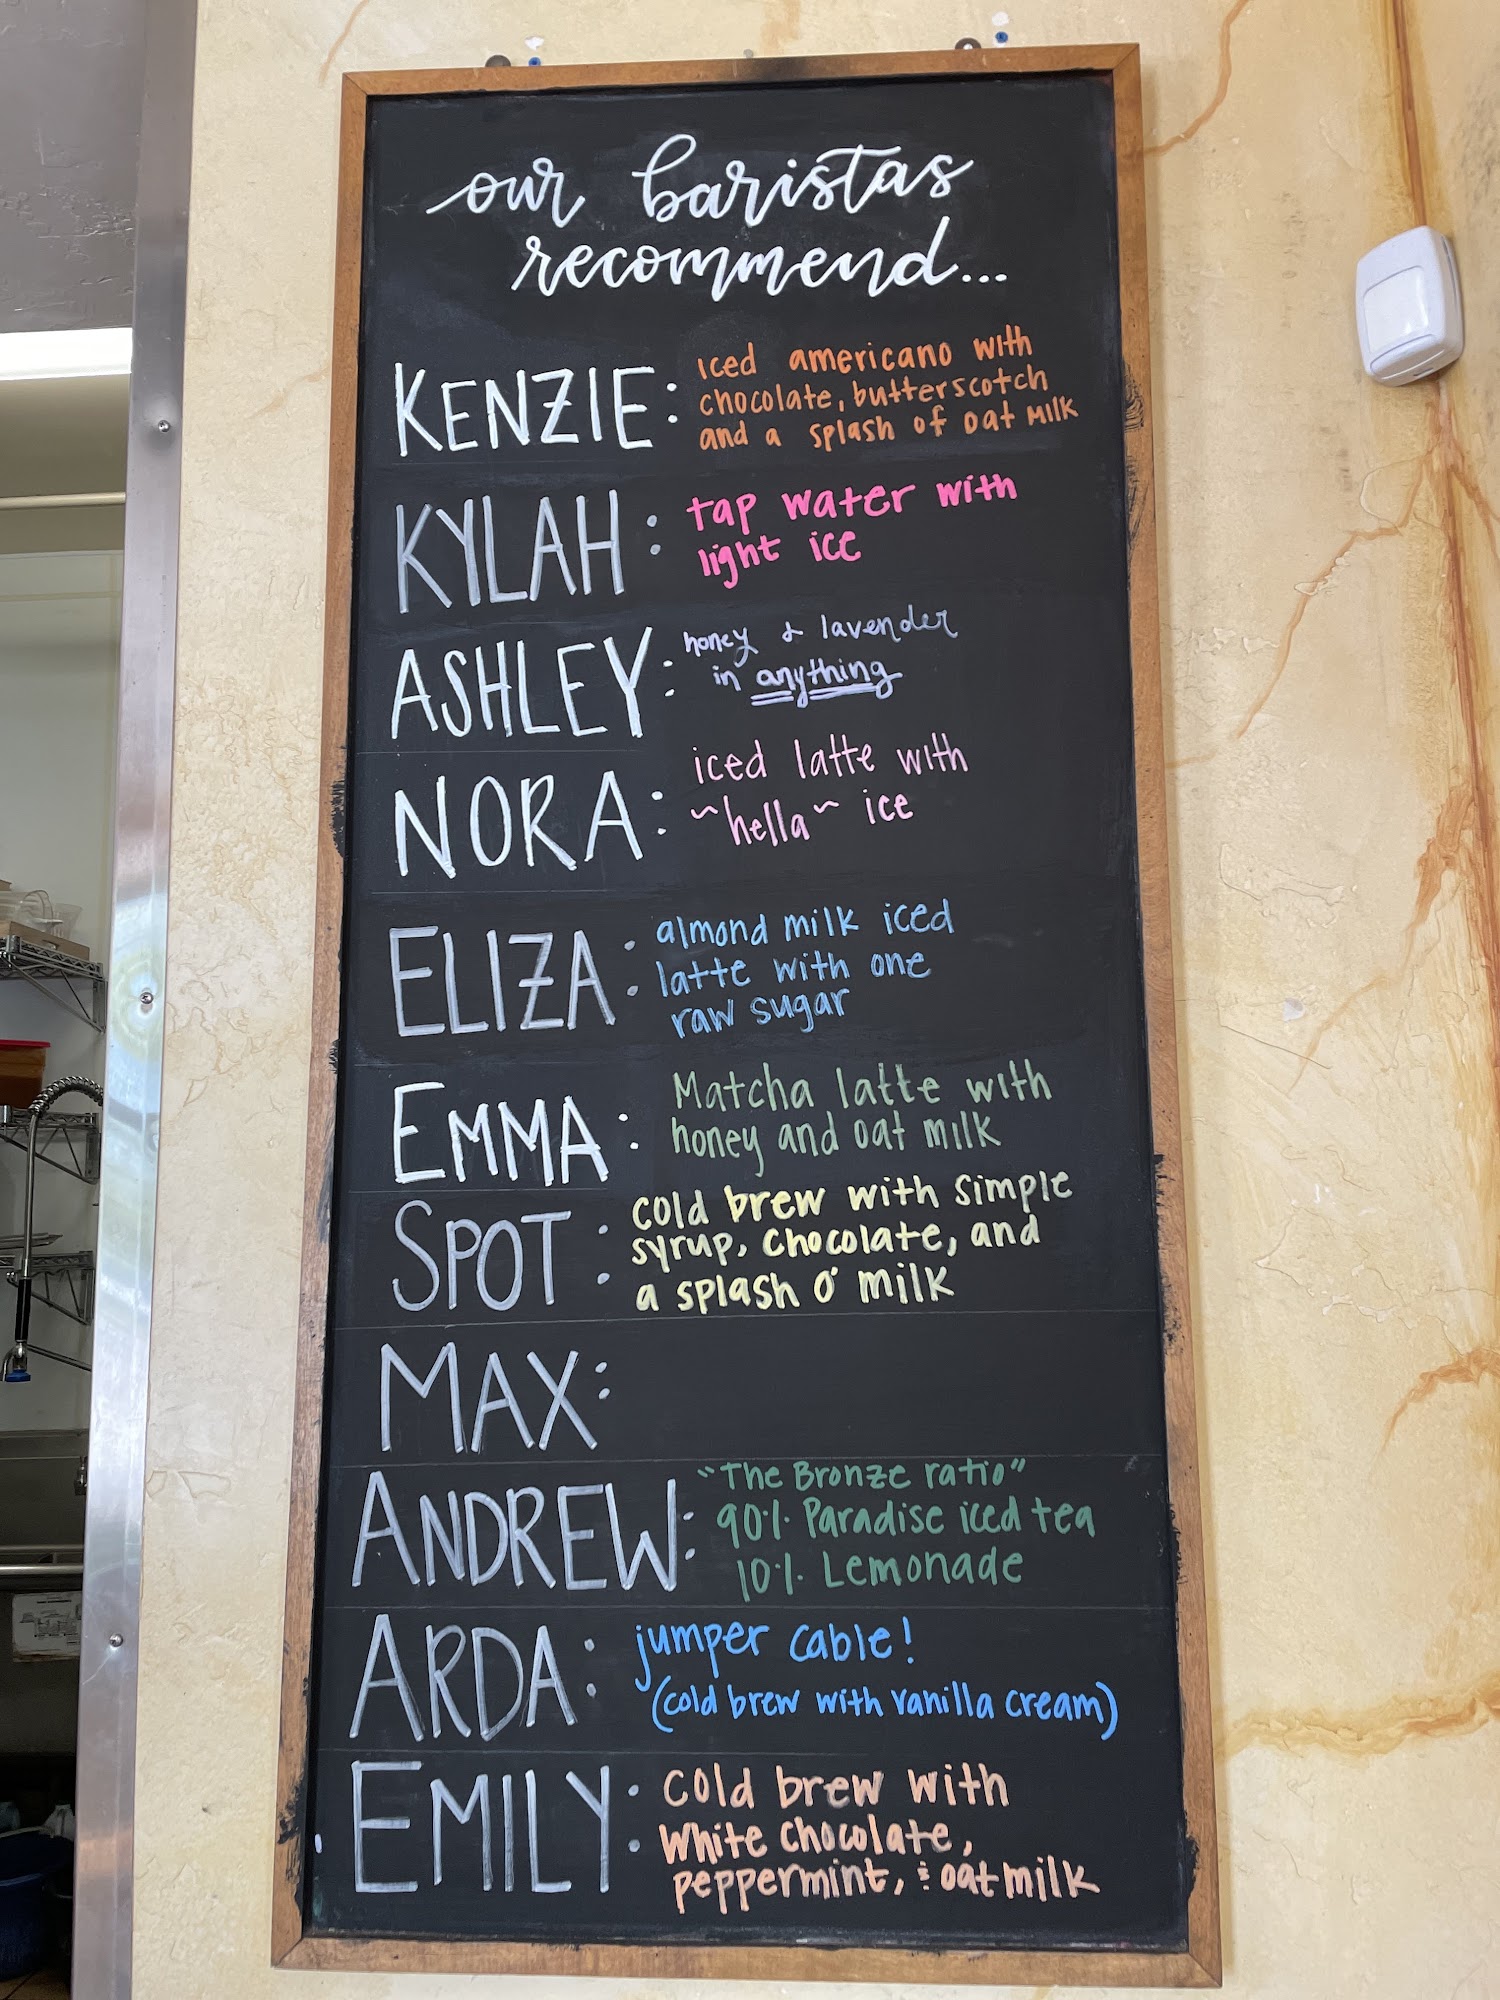 our baristas
recommend...
KENZIE: iced americano with
chocolate, butterscotch
and a splash of oat milk
KYLAH: tap water with
light ice
ASHLEY: honey & lavender
in anything
NORA: iced latte with
~hella~ ice
ELIZA: almond milk iced
latte with one
raw sugar
EMMA: Matcha latte with
honey and oat milk
SPOT: cold brew with simple
syrup, chocolate, and
a splash o' milk
MAX:
ANDREW: "The Bronze ratio"
90% Paradise iced tea
10% Lemonade
ARDA: jumper cable!
(cold brew with vanilla cream)
EMILY: cold brew with
white chocolate,
peppermint, & oat milk